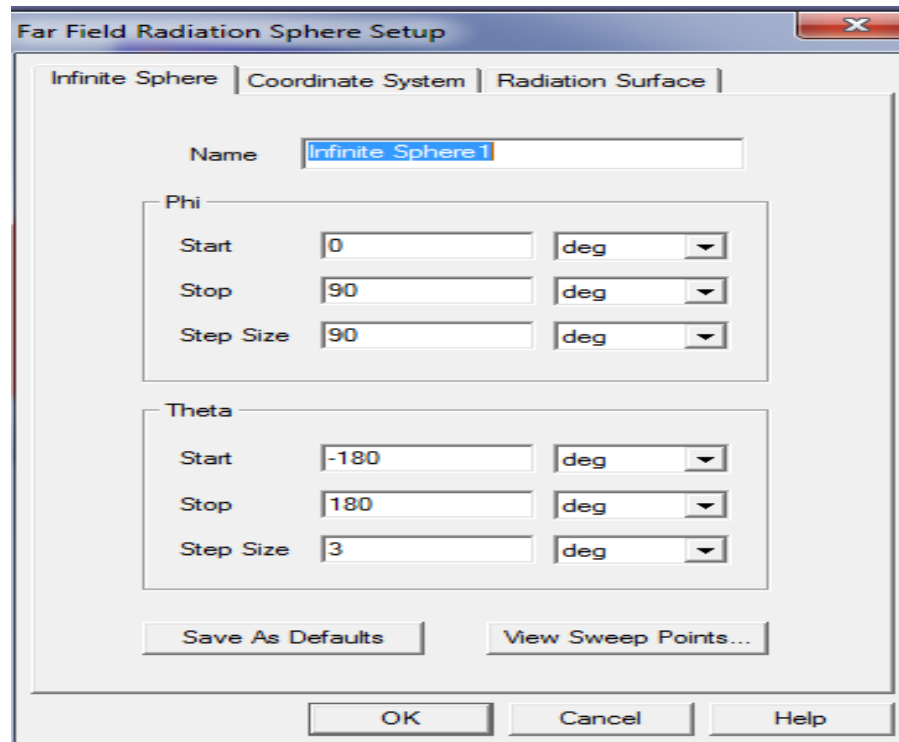 Far Field Radiation Sphere Setup
Infinite Sphere Coordinate System Radiation Surface
Name Infinite Sphere1
Phi
Start 0 deg
Stop 90 deg
Step Size 90 deg
Theta
Start -180 deg
Stop 180 deg
Step Size 3 deg
Save As Defaults View Sweep Points...
OK Cancel Help